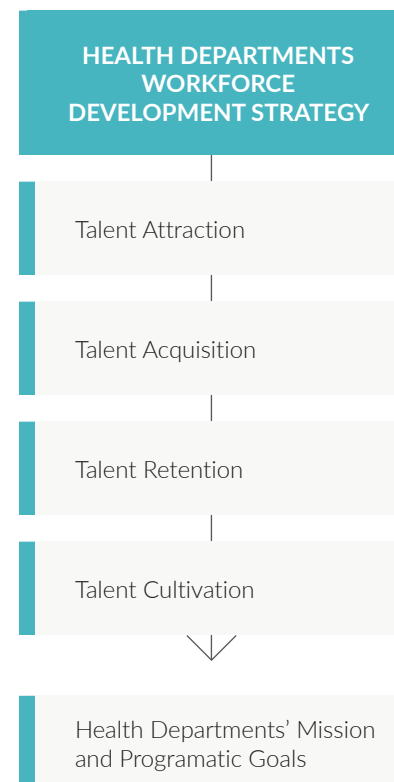 HEALTH DEPARTMENTS
WORKFORCE
DEVELOPMENT STRATEGY
Talent Attraction
Talent Acquisition
Talent Retention
Talent Cultivation
Health Departments’ Mission
and Programatic Goals